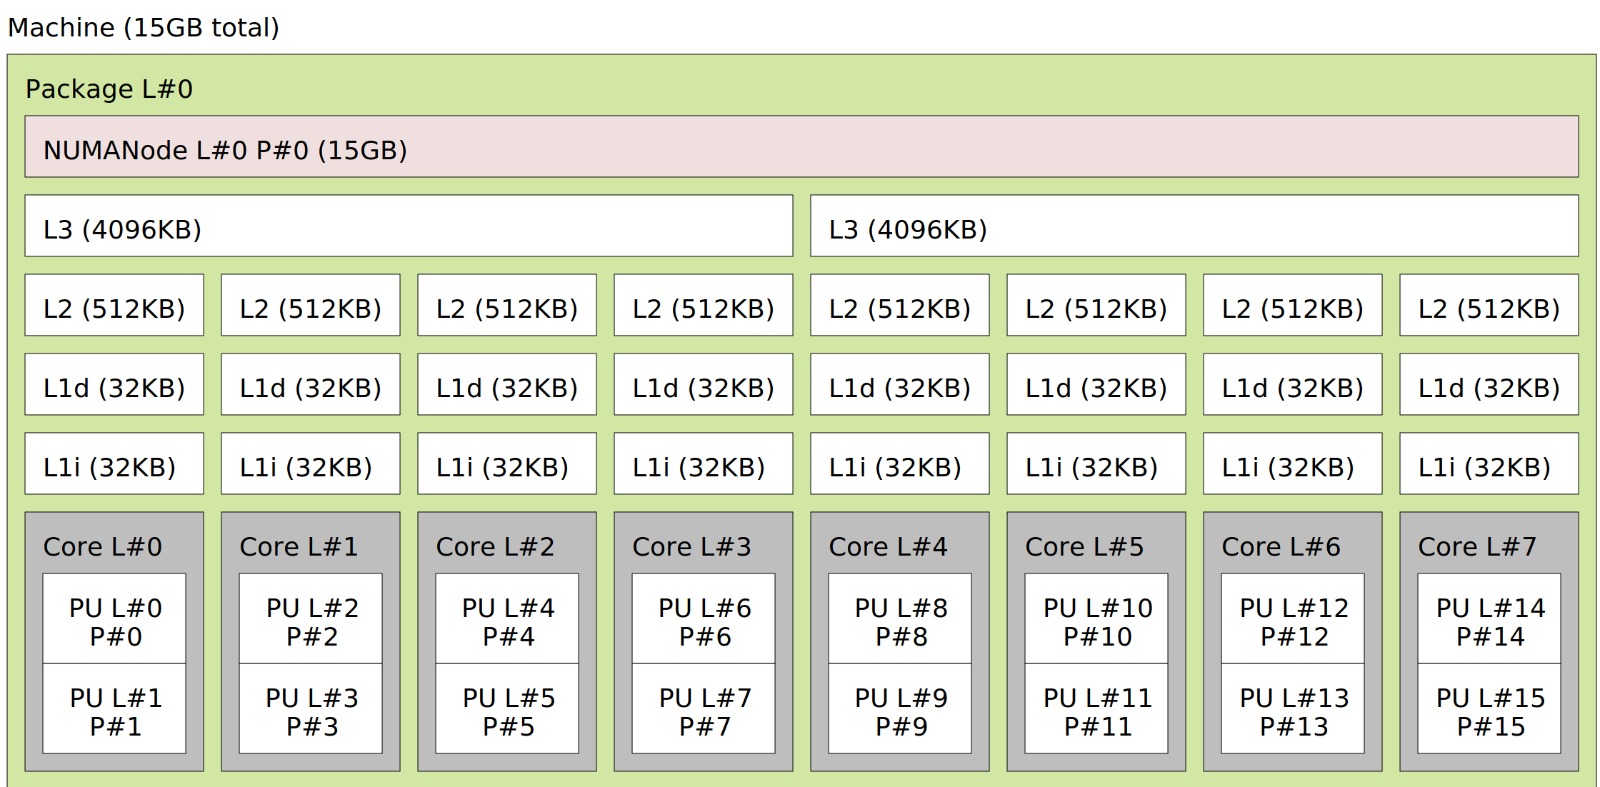 Machine (15GB total)
Package L#0
NUMANode L#0 P#0 (15GB)
L3 (4096KB) L3 (4096KB)
L2 (512KB) L2 (512KB) L2 (512KB) L2 (512KB) L2 (512KB) L2 (512KB) L2 (512KB) L2 (512KB)
L1d (32KB) L1d (32KB) L1d (32KB) L1d (32KB) L1d (32KB) L1d (32KB) L1d (32KB) L1d (32KB)
L1i (32KB) L1i (32KB) L1i (32KB) L1i (32KB) L1i (32KB) L1i (32KB) L1i (32KB) L1i (32KB)
Core L#0 Core L#1 Core L#2 Core L#3 Core L#4 Core L#5 Core L#6 Core L#7
PU L#0 PU L#2 PU L#4 PU L#6 PU L#8 PU L#10 PU L#12 PU L#14
P#0 P#2 P#4 P#6 P#8 P#10 P#12 P#14
PU L#1 PU L#3 PU L#5 PU L#7 PU L#9 PU L#11 PU L#13 PU L#15
P#1 P#3 P#5 P#7 P#9 P#11 P#13 P#15